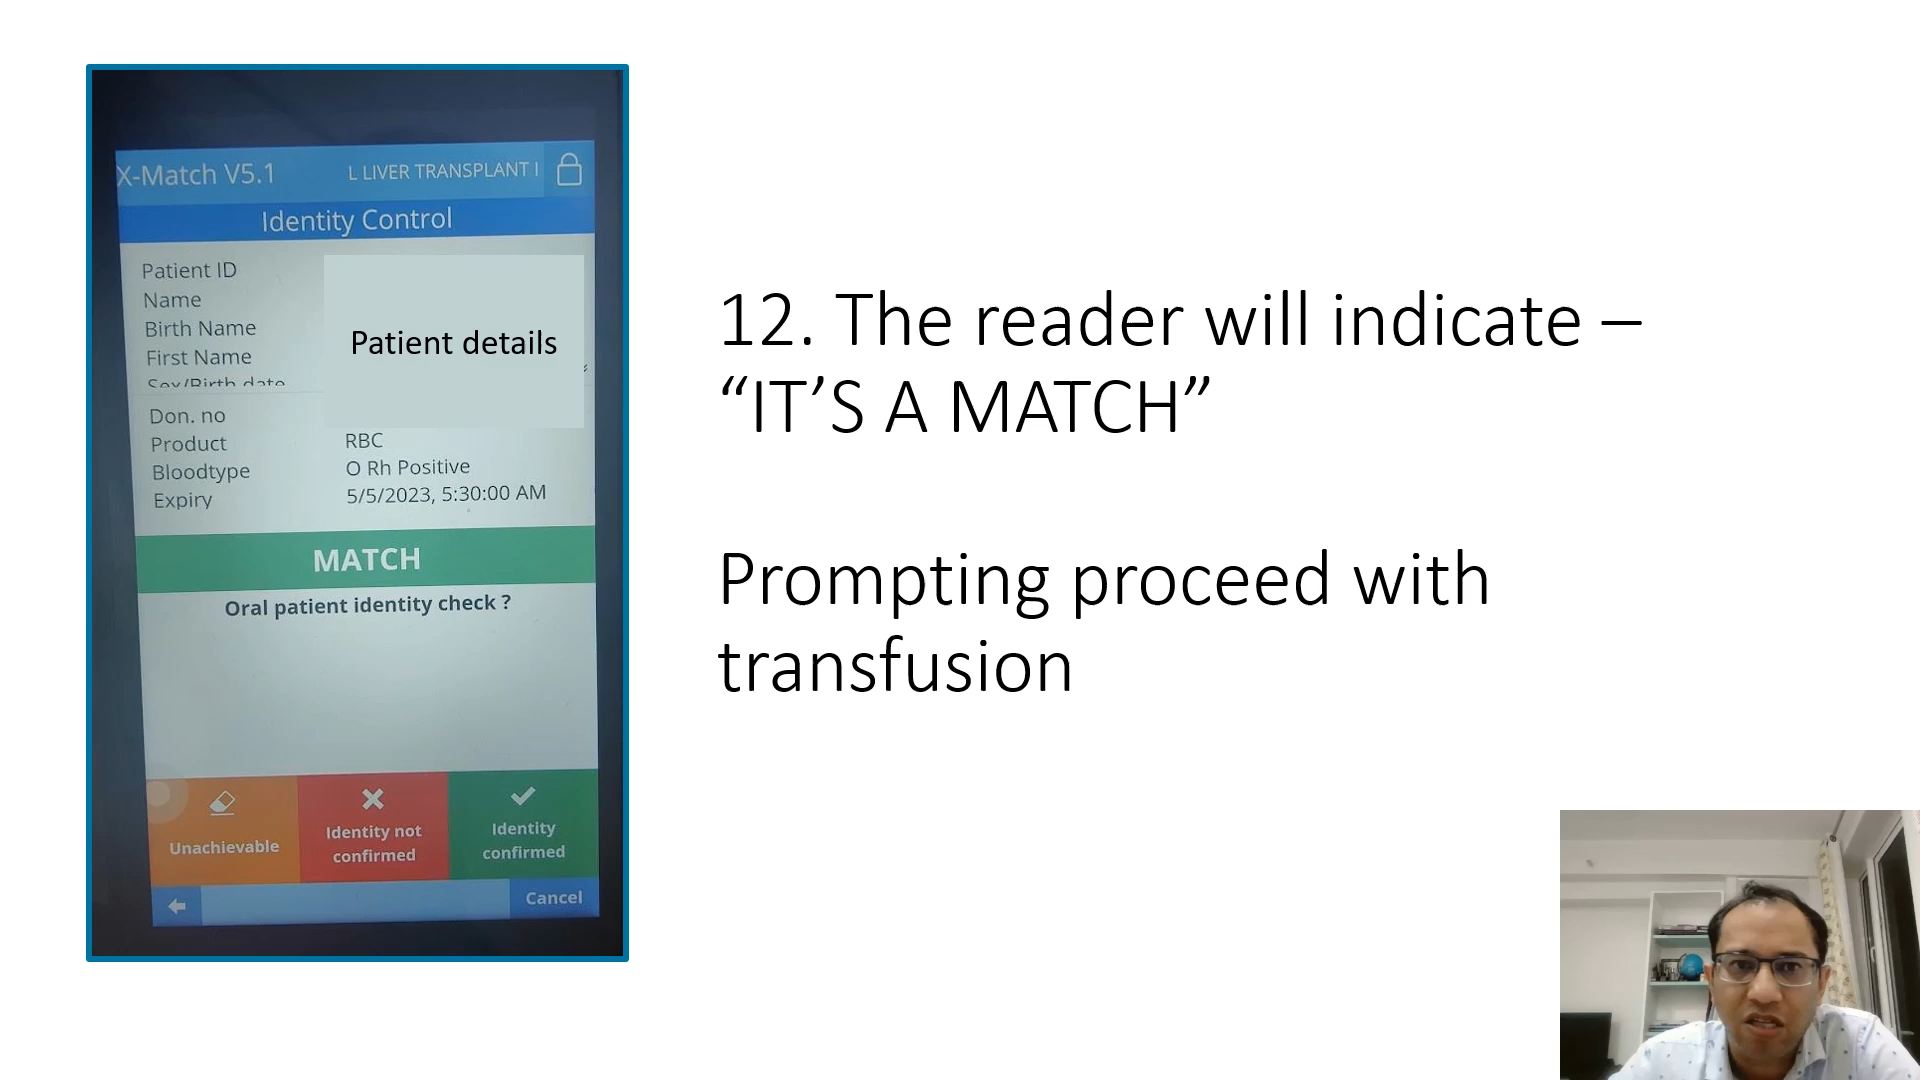 X-Match V5.1 L LIVER TRANSPLANT I
Identity Control
Patient ID
Name
Birth Name
First Name
Sex/Birth date
Patient details
Don. no
Product RBC
Bloodtype O Rh Positive
Expiry 5/5/2023, 5:30:00 AM
MATCH
Oral patient identity check ?
Unachievable
Identity not
confirmed
Identity
confirmed
Cancel
12. The reader will indicate –
“IT’S A MATCH”
Prompting proceed with
transfusion